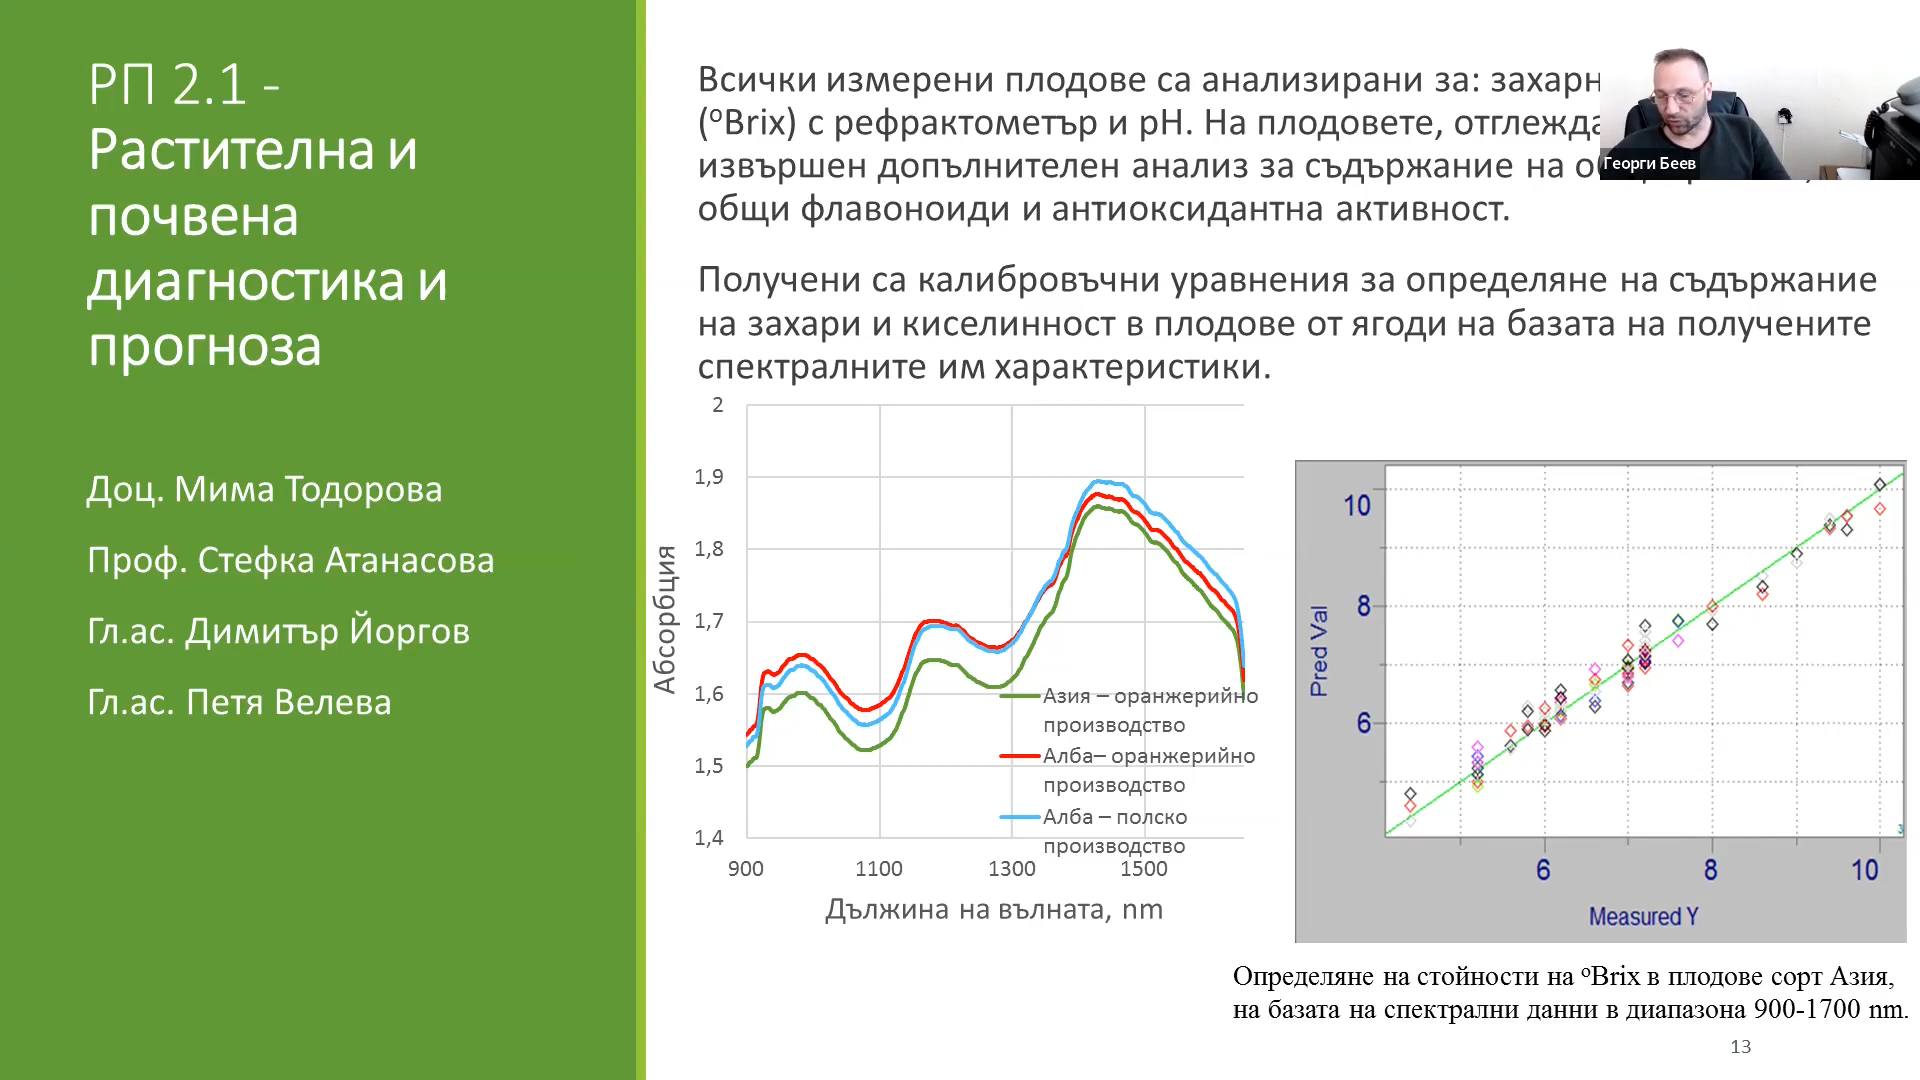 РП 2.1 -
Растителна и
почвена
диагностика и
прогноза
Доц. Мима Тодорова
Проф. Стефка Атанасова
Гл.ас. Димитър Йоргов
Гл.ас. Петя Велева
Всички измерени плодове са анализирани за:
(ᵒBrix) с рефрактометър и pH. На плодовете,
извършен допълнителен анализ за съдържание на
общи флавоноиди и антиоксидантна активност.
Георги Беев
Получени са калибровъчни уравнения за определяне на съдържание
на захари и киселинност в плодове от ягоди на базата на получените
спектралните им характеристики.
2
1,9
1,8
1,7
1,6
1,5
1,4
Абсорбция
900 1100 1300 1500
Дължина на вълната, nm
Азия – оранжерийно
производство
Алба– оранжерийно
производство
Алба – полско
производство
10
8
6
Pred Val
6 8 10
Measured Y
Определяне на стойности на ᵒBrix в плодове сорт Азия,
на базата на спектрални данни в диапазона 900-1700 nm.
13